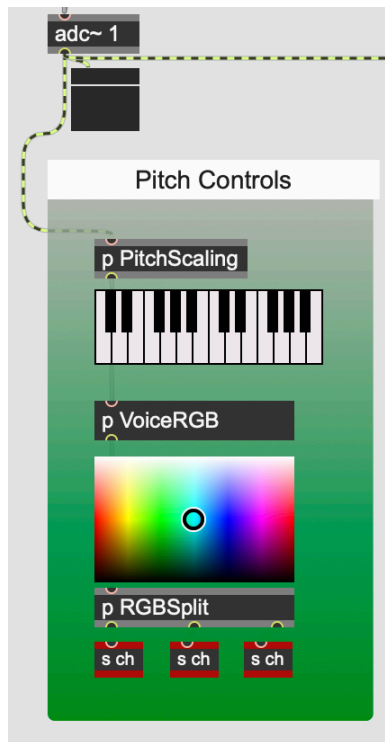 adc~ 1
Pitch Controls
p PitchScaling
p VoiceRGB
p RGBSplit
s ch
s ch
s ch